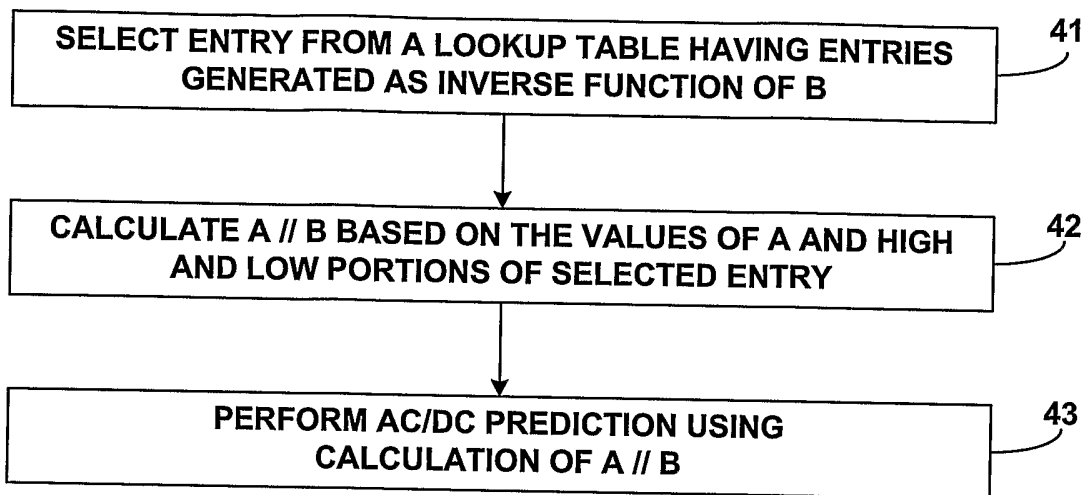 SELECT ENTRY FROM A LOOKUP TABLE HAVING ENTRIES
GENERATED AS INVERSE FUNCTION OF B
41
CALCULATE A // B BASED ON THE VALUES OF A AND HIGH
AND LOW PORTIONS OF SELECTED ENTRY
42
PERFORM AC/DC PREDICTION USING
CALCULATION OF A // B
43